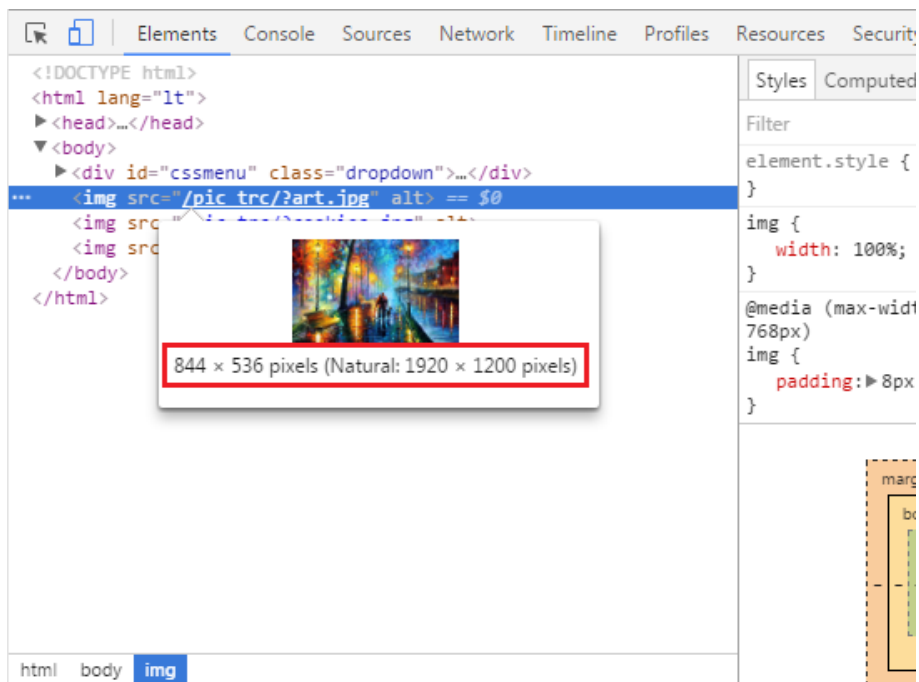 Elements Console Sources Network Timeline Profiles Resources Security
<!DOCTYPE html>
<html lang="lt">
▶<head>…</head>
▼<body>
▶<div id="cssmenu" class="dropdown">…</div>
••• <img src="/pic trc/?art.jpg" alt> == $0
<img src
<img src
</body>
</html>
844 × 536 pixels (Natural: 1920 × 1200 pixels)
html body img
Styles Computed
Filter
element.style {
}
img {
width: 100%;
}
@media (max-widt
768px)
img {
padding:▶8px
}
marg
bo